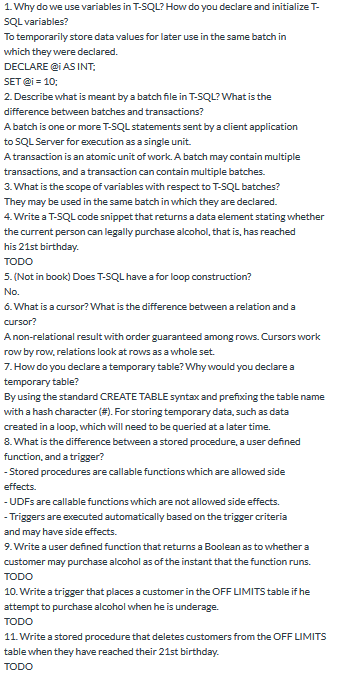 1. Why do we use variables in T-SQL? How do you declare and initialize T-
SQL variables?
To temporarily store data values for later use in the same batch in
which they were declared.
DECLARE @i AS INT;
SET @i = 10;
2. Describe what is meant by a batch file in T-SQL? What is the
difference between batches and transactions?
A batch is one or more T-SQL statements sent by a client application
to SQL Server for execution as a single unit.
A transaction is an atomic unit of work. A batch may contain multiple
transactions, and a transaction can contain multiple batches.
3. What is the scope of variables with respect to T-SQL batches?
They may be used in the same batch in which they are declared.
4. Write a T-SQL code snippet that returns a data element stating whether
the current person can legally purchase alcohol, that is, has reached
his 21st birthday.
TODO
5. (Not in book) Does T-SQL have a for loop construction?
No.
6. What is a cursor? What is the difference between a relation and a
cursor?
A non-relational result with order guaranteed among rows. Cursors work
row by row, relations look at rows as a whole set.
7. How do you declare a temporary table? Why would you declare a
temporary table?
By using the standard CREATE TABLE syntax and prefixing the table name
with a hash character (#). For storing temporary data, such as data
created in a loop, which will need to be queried at a later time.
8. What is the difference between a stored procedure, a user defined
function, and a trigger?
- Stored procedures are callable functions which are allowed side
effects.
- UDFs are callable functions which are not allowed side effects.
- Triggers are executed automatically based on the trigger criteria
and may have side effects.
9. Write a user defined function that returns a Boolean as to whether a
customer may purchase alcohol as of the instant that the function runs.
TODO
10. Write a trigger that places a customer in the OFF LIMITS table if he
attempt to purchase alcohol when he is underage.
TODO
11. Write a stored procedure that deletes customers from the OFF LIMITS
table when they have reached their 21st birthday.
TODO